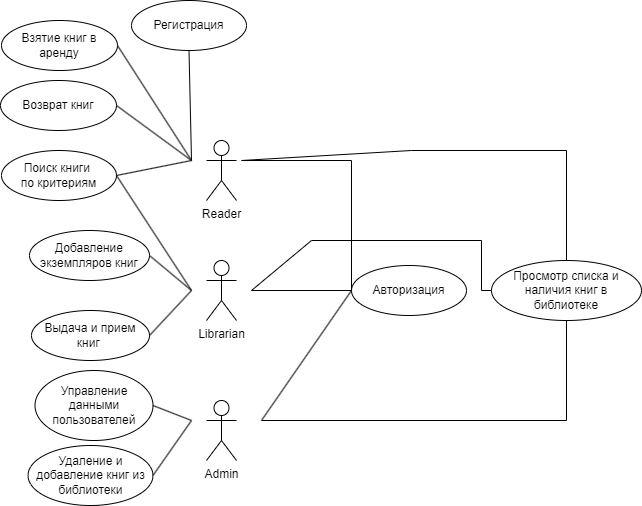 Регистрация
Взятие книг в
аренду
Возврат книг
Поиск книги
по критериям
Reader
Добавление
экземпляров книг
Librarian
Авторизация
Просмотр списка и
наличия книг в
библиотеке
Выдача и прием
книг
Управление
данными
пользователей
Admin
Удаление и
добавление книг из
библиотеки